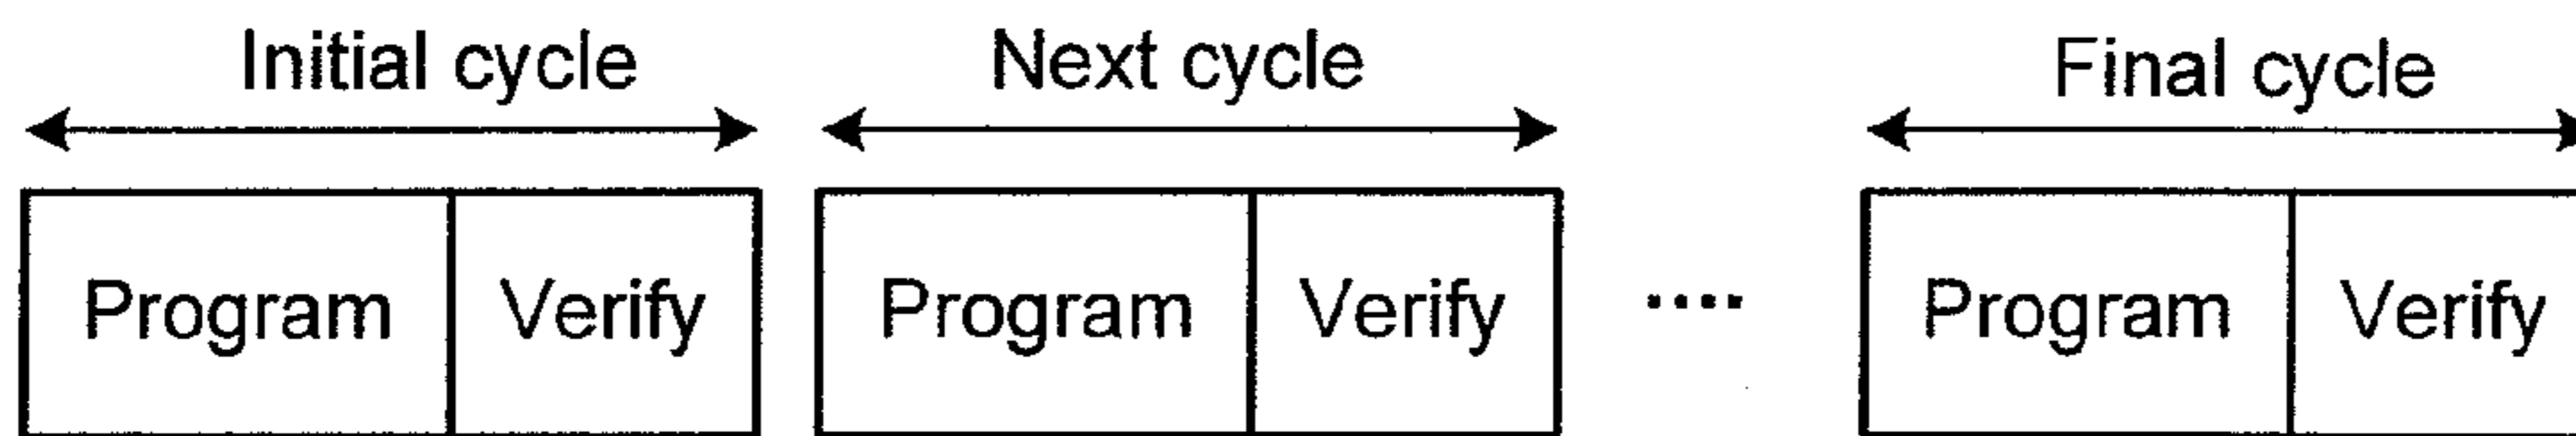 Initial cycle Next cycle Final cycle
Program Verify Program Verify .... Program Verify